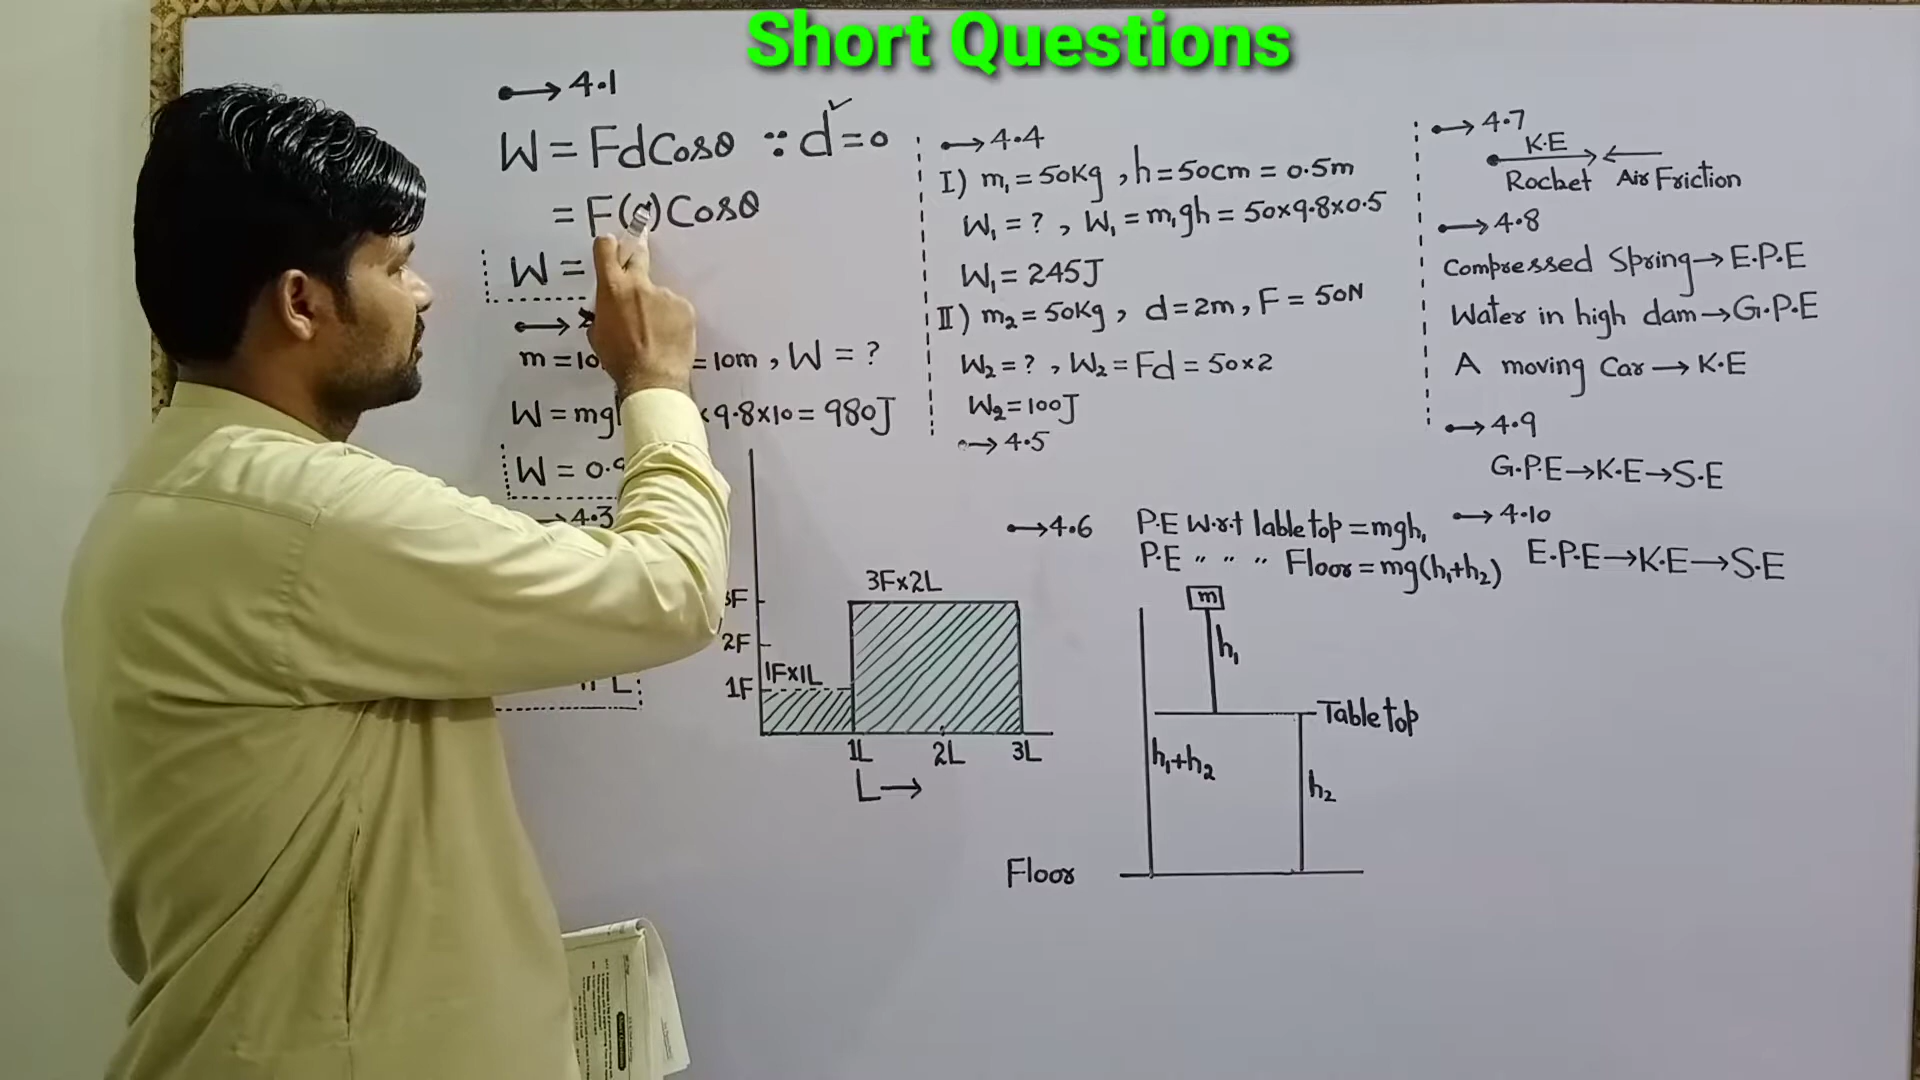 Short Questions
4.1
W = Fd Cosθ ∵ d = 0
= F( ) Cosθ
W =
m = 10 = 10m , W = ?
W = mg × 9.8 × 10 = 980J
W = 0.9
4.3
L
4.4
I) m₁ = 50Kg , h = 50cm = 0.5m
W₁ = ? , W₁ = m₁gh = 50×9.8×0.5
W₁ = 245J
II) m₂ = 50Kg , d = 2m , F = 50N
W₂ = ? , W₂ = Fd = 50×2
W₂ = 100J
4.5
3F×2L
3F
2F
1F×1L
1F
1L 2L 3L
L→
4.6
P.E W.r.t lable top = mgh₁
P.E " " " Floor = mg(h₁+h₂)
m
h₁
Table top
h₁+h₂
h₂
Floor
4.7
K.E
Rocket Air Friction
4.8
Compressed Spring→E.P.E
Water in high dam→G.P.E
A moving Car→K.E
4.9
G.P.E→K.E→S.E
4.10
E.P.E→K.E→S.E